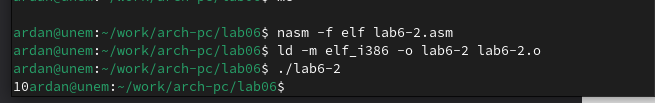 ardan@unem:~/work/arch-pc/lab06$ nasm -f elf lab6-2.asm
ardan@unem:~/work/arch-pc/lab06$ ld -m elf_i386 -o lab6-2 lab6-2.o
ardan@unem:~/work/arch-pc/lab06$ ./lab6-2
10ardan@unem:~/work/arch-pc/lab06$